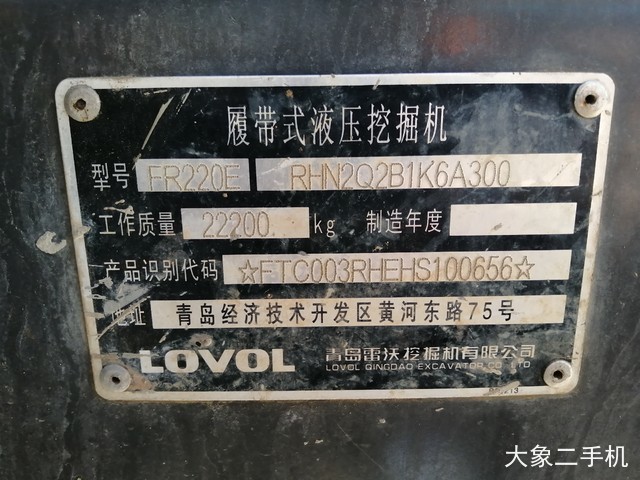 履带式液压挖掘机
型号 FR220E RHN2Q2B1K6A300
工作质量 22200 kg 制造年度
产品识别代码 ☆FTC003RHEHS100656☆
地址 青岛经济技术开发区黄河东路75号
LOVOL 青岛雷沃挖掘机有限公司
LOVOL QINGDAO EXCAVATOR CO LTD
大象二手机